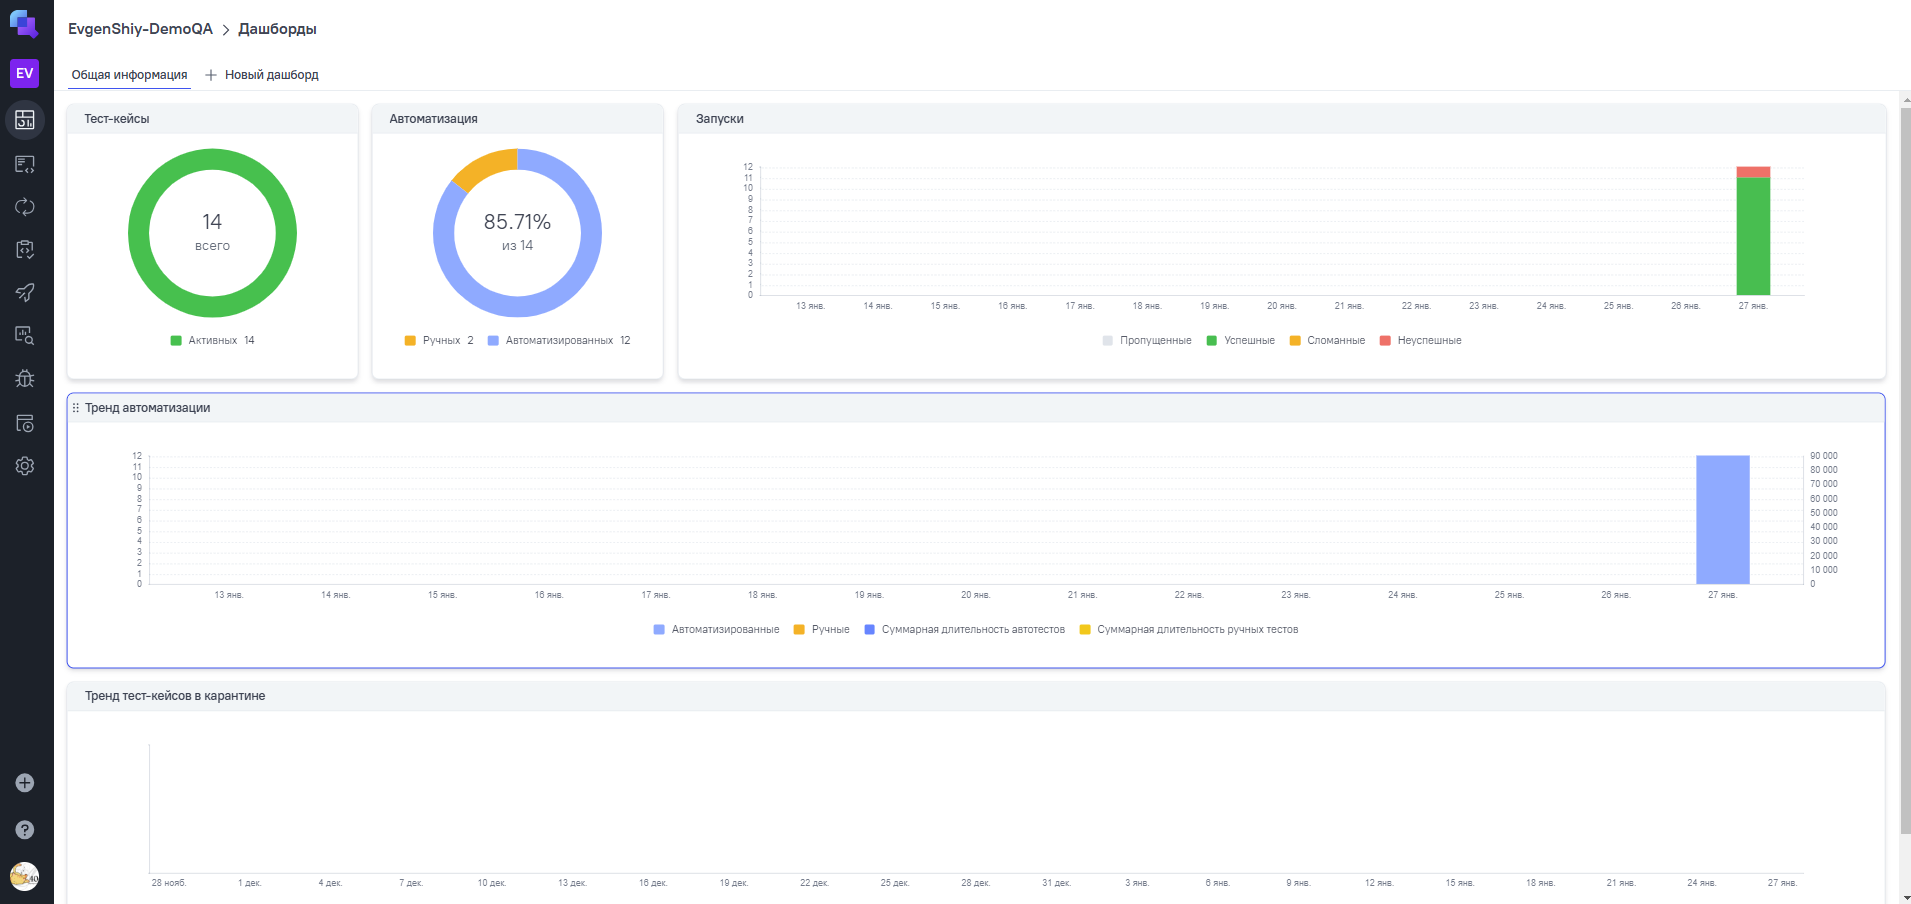 EvgenShiy-DemoQA > Дашборды
EV
Общая информация + Новый дашборд
Тест-кейсы
14
всего
Активных 14
Автоматизация
85.71%
из 14
Ручных 2 Автоматизированных 12
Запуски
12
11
10
9
8
7
6
5
4
3
2
1
0
13 янв. 14 янв. 15 янв. 16 янв. 17 янв. 18 янв. 19 янв. 20 янв. 21 янв. 22 янв. 23 янв. 24 янв. 25 янв. 26 янв. 27 янв.
Пропущенные Успешные Сломанные Неуспешные
Тренд автоматизации
12
11
10
9
8
7
6
5
4
3
2
1
0
90 000
80 000
70 000
60 000
50 000
40 000
30 000
20 000
10 000
0
13 янв. 14 янв. 15 янв. 16 янв. 17 янв. 18 янв. 19 янв. 20 янв. 21 янв. 22 янв. 23 янв. 24 янв. 25 янв. 26 янв. 27 янв.
Автоматизированные Ручные Суммарная длительность автотестов Суммарная длительность ручных тестов
Тренд тест-кейсов в карантине
28 нояб. 1 дек. 4 дек. 7 дек. 10 дек. 13 дек. 16 дек. 19 дек. 22 дек. 25 дек. 28 дек. 31 дек. 3 янв. 6 янв. 9 янв. 12 янв. 15 янв. 18 янв. 21 янв. 24 янв. 27 янв.